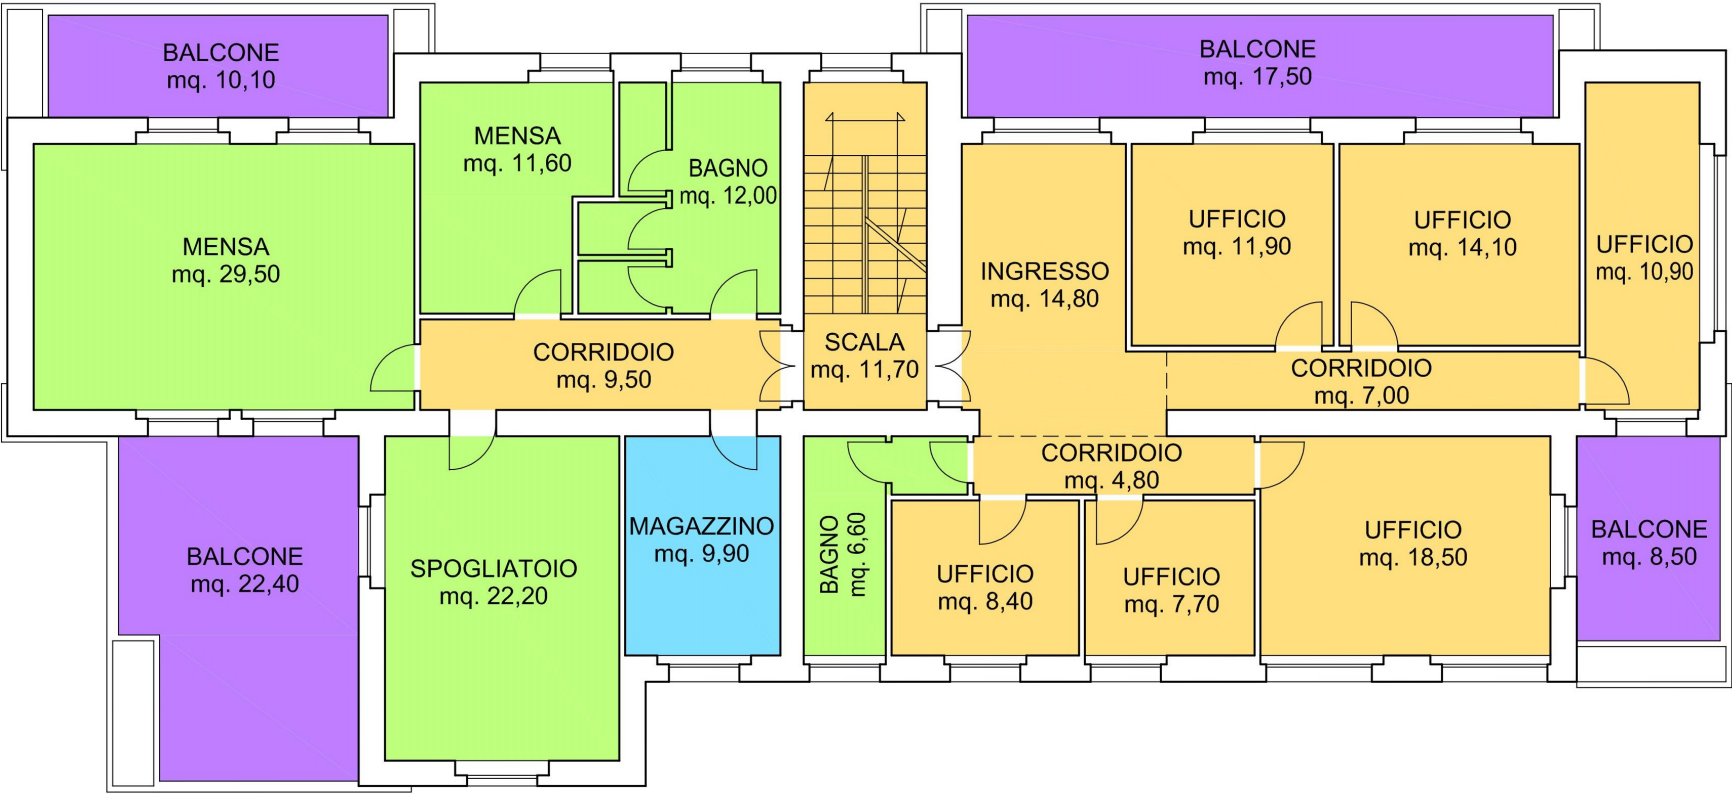 BALCONE
mq. 10,10
BALCONE
mq. 17,50
MENSA
mq. 11,60
BAGNO
mq. 12,00
MENSA
mq. 29,50
INGRESSO
mq. 14,80
UFFICIO
mq. 11,90
UFFICIO
mq. 14,10
UFFICIO
mq. 10,90
CORRIDOIO
mq. 9,50
SCALA
mq. 11,70
CORRIDOIO
mq. 7,00
CORRIDOIO
mq. 4,80
BALCONE
mq. 22,40
SPOGLIATOIO
mq. 22,20
MAGAZZINO
mq. 9,90
BAGNO
mq. 6,60
UFFICIO
mq. 8,40
UFFICIO
mq. 7,70
UFFICIO
mq. 18,50
BALCONE
mq. 8,50